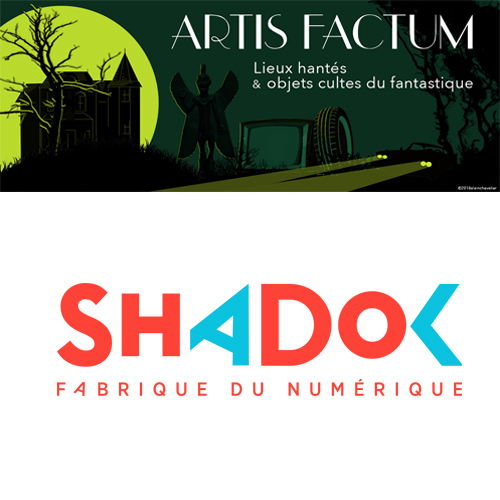 ARTIS FACTUM
Lieux hantés
& objets cultes du fantastique
SHADOK
FABRIQUE DU NUMÉRIQUE